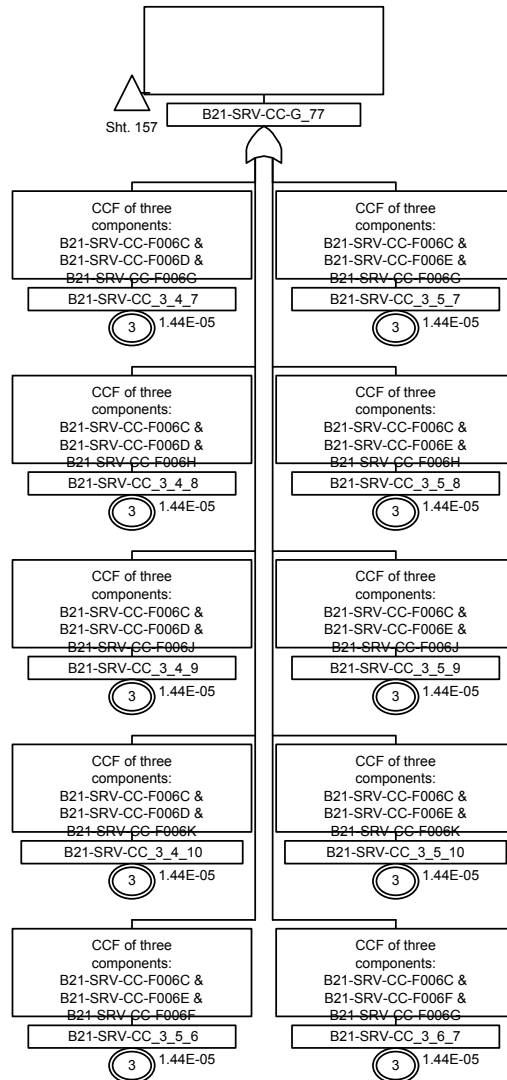 Sht. 157
B21-SRV-CC-G_77
CCF of three
components:
B21-SRV-CC-F006C &
B21-SRV-CC-F006D &
B21-SRV-CC-F006G
B21-SRV-CC_3_4_7
3
1.44E-05
CCF of three
components:
B21-SRV-CC-F006C &
B21-SRV-CC-F006E &
B21-SRV-CC-F006G
B21-SRV-CC_3_5_7
3
1.44E-05
CCF of three
components:
B21-SRV-CC-F006C &
B21-SRV-CC-F006D &
B21-SRV-CC-F006H
B21-SRV-CC_3_4_8
3
1.44E-05
CCF of three
components:
B21-SRV-CC-F006C &
B21-SRV-CC-F006E &
B21-SRV-CC-F006H
B21-SRV-CC_3_5_8
3
1.44E-05
CCF of three
components:
B21-SRV-CC-F006C &
B21-SRV-CC-F006D &
B21-SRV-CC-F006J
B21-SRV-CC_3_4_9
3
1.44E-05
CCF of three
components:
B21-SRV-CC-F006C &
B21-SRV-CC-F006E &
B21-SRV-CC-F006J
B21-SRV-CC_3_5_9
3
1.44E-05
CCF of three
components:
B21-SRV-CC-F006C &
B21-SRV-CC-F006D &
B21-SRV-CC-F006K
B21-SRV-CC_3_4_10
3
1.44E-05
CCF of three
components:
B21-SRV-CC-F006C &
B21-SRV-CC-F006E &
B21-SRV-CC-F006K
B21-SRV-CC_3_5_10
3
1.44E-05
CCF of three
components:
B21-SRV-CC-F006C &
B21-SRV-CC-F006E &
B21-SRV-CC-F006F
B21-SRV-CC_3_5_6
3
1.44E-05
CCF of three
components:
B21-SRV-CC-F006C &
B21-SRV-CC-F006F &
B21-SRV-CC-F006G
B21-SRV-CC_3_6_7
3
1.44E-05